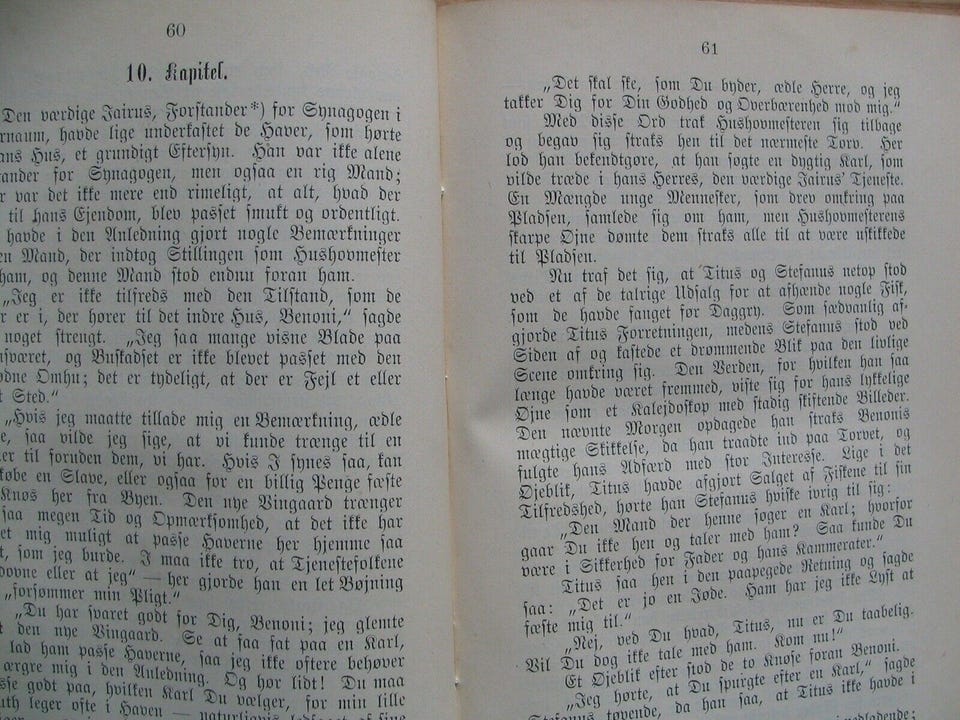 60
10. Kapitel.
Den værdige Jairus, Forstander*) for Synagogen i
havde lige underkastet de Haver, som hørte
Hus, et grundigt Eftersyn. Han var ikke alene
for Synagogen, men ogsaa en rig Mand;
var det ikke mere end rimeligt, at alt, hvad der
til hans Ejendom, blev passet smukt og ordentligt.
havde i den Anledning gjort nogle Bemærkninger
Mand, der indtog Stillingen som Hushovmester
ham, og denne Mand stod endnu foran ham.
„Jeg er ikke tilfreds med den Tilstand, som de
er i, der hører til det indre Hus, Benoni,“ sagde
noget strengt. „Jeg saa mange visne Blade paa
og Buskadset er ikke blevet passet med den
Omhu; det er tydeligt, at der er Fejl et eller
Sted.“
„Hvis jeg maatte tillade mig en Bemærkning, ædle
saa vilde jeg sige, at vi kunde trænge til en
til foruden dem, vi har. Hvis I synes saa, kan
købe en Slave, eller ogsaa for en billig Penge fæste
Knøs her fra Byen. Den nye Vingaard trænger
saa megen Tid og Opmærksomhed, at det ikke har
mig muligt at passe Haverne her hjemme saa
som jeg burde. I maa ikke tro, at Tjenestefolkene
dovne eller at jeg“ — her gjorde han en let Bøjning
„forsømmer min Pligt.“
„Du har svaret godt for Dig, Benoni; jeg glemte
den nye Vingaard. Se at saa fat paa en Karl,
lad ham passe Haverne, saa jeg ikke oftere behøver
ærgre mig i den Anledning. Og hør lidt! Du maa
godt paa, hvilken Karl Du vælger, for min lille
leger ofte i Haven — naturligvis ledsaget af sine
61
„Det skal ske, som Du byder, ædle Herre, og jeg
takker Dig for Din Godhed og Overbærenhed mod mig.“
Med disse Ord trak Hushovmesteren sig tilbage
og begav sig straks hen til det nærmeste Torv. Her
lod han bekendtgøre, at han søgte en dygtig Karl, som
vilde træde i hans Herres, den værdige Jairus’ Tjeneste.
En Mængde unge Mennesker, som drev omkring paa
Pladsen, samlede sig om ham, men Hushovmesterens
skarpe Øjne dømte dem straks alle til at være uskikkede
til Pladsen.
Nu traf det sig, at Titus og Stefanus netop stod
ved et af de talrige Udsalg for at afhænde nogle Fisk,
som de havde fanget før Daggry. Som sædvanlig af-
gjorde Titus Forretningen, medens Stefanus stod ved
Siden af og kastede et drømmende Blik paa den livlige
Scene omkring sig. Den Verden, for hvilken han saa
længe havde været fremmed, viste sig for hans lykkelige
Øjne som et Kalejdoskop med stadig skiftende Billeder.
Den nævnte Morgen opdagede han straks Benonis
mægtige Skikkelse, da han traadte ind paa Torvet, og
fulgte hans Adfærd med stor Interesse. Lige i det
Øjeblik, Titus havde afgjort Salget af Fiskene til sin
Tilfredshed, hørte han Stefanus hviske ivrig til sig:
„Den Mand der henne søger en Karl; hvorfor
gaar Du ikke hen og taler med ham? Saa kunde Du
være i Sikkerhed for Fader og hans Kammerater.“
Titus saa hen i den paapegede Retning og sagde
saa: „Det er jo en Jøde. Ham har jeg ikke Lyst at
fæste mig til.“
„Nej, ved Du hvad, Titus, nu er Du taabelig.
Vil Du dog ikke tale med ham. Kom nu!“
Et Øjeblik efter stod de to Knøse foran Benoni.
„Jeg hørte, at Du spurgte efter en Karl,“ sagde
Stefanus tøvende, da han saa, at Titus ikke havde i